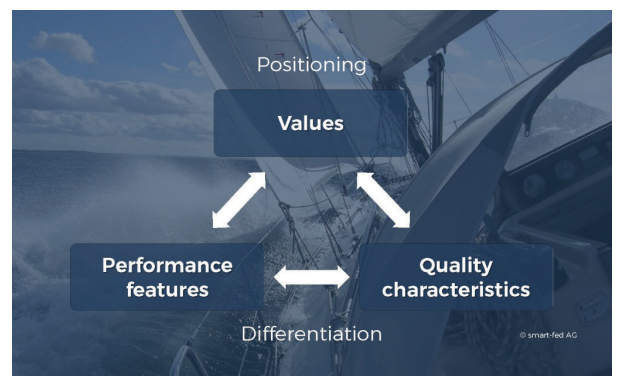 Positioning
Values
Performance
features
Quality
characteristics
Differentiation
© smart-fed AG